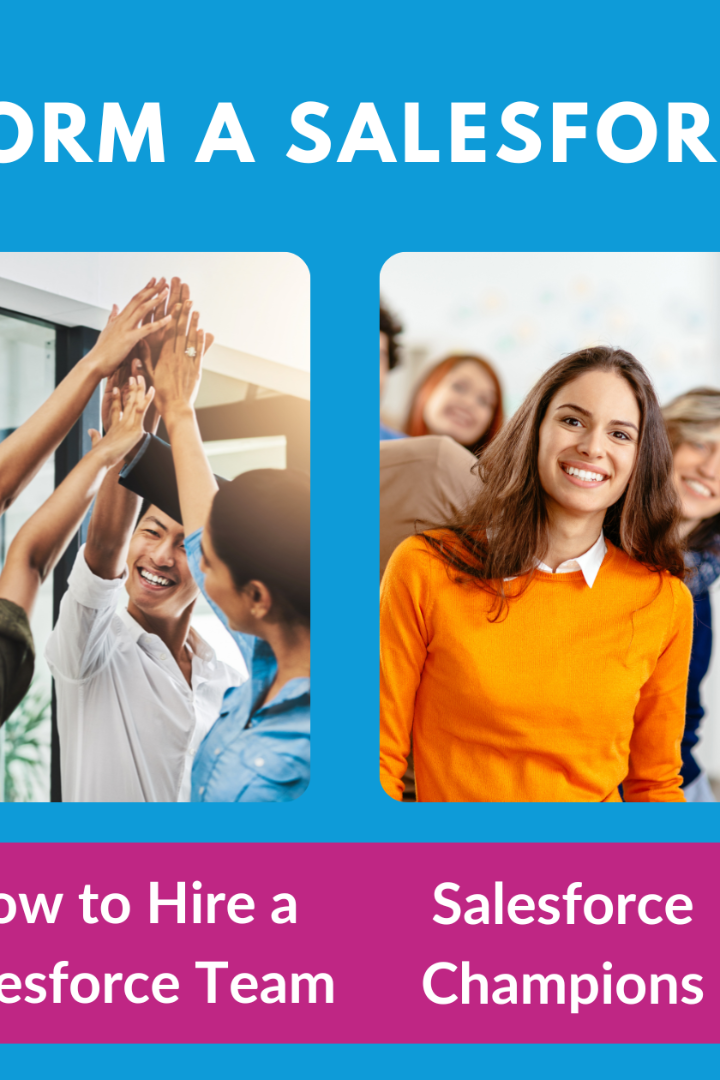 ORM A SALESFOR
ow to Hire a
esforce Team
Salesforce
Champions